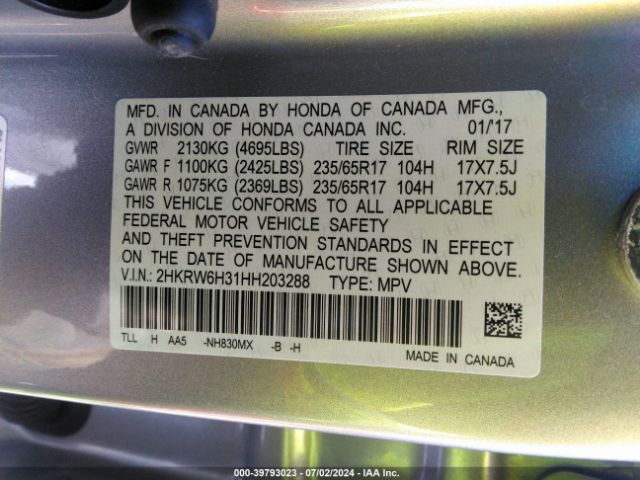 MFD. IN CANADA BY HONDA OF CANADA MFG.,
A DIVISION OF HONDA CANADA INC. 01/'17
GVWR 2130KG (4695LBS) TIRE SIZE RIM SIZE
GAWR F 1100KG (2425LBS) 235/65R17 104H 17X7.5J
GAWR R 1075KG (2369LBS) 235/65R17 104H 17X7.5J
THIS VEHICLE CONFORMS TO ALL APPLICABLE
FEDERAL MOTOR VEHICLE SAFETY
AND THEFT PREVENTION STANDARDS IN EFFECT
ON THE DATE OF MANUFACTURE SHOWN ABOVE.
V.I.N.: 2HKRW6H31HH203288 TYPE: MPV
TLL H AA5 -NH830MX -B -H
MADE IN CANADA
000-39793023 / 07/02/2024 - IAA Inc.